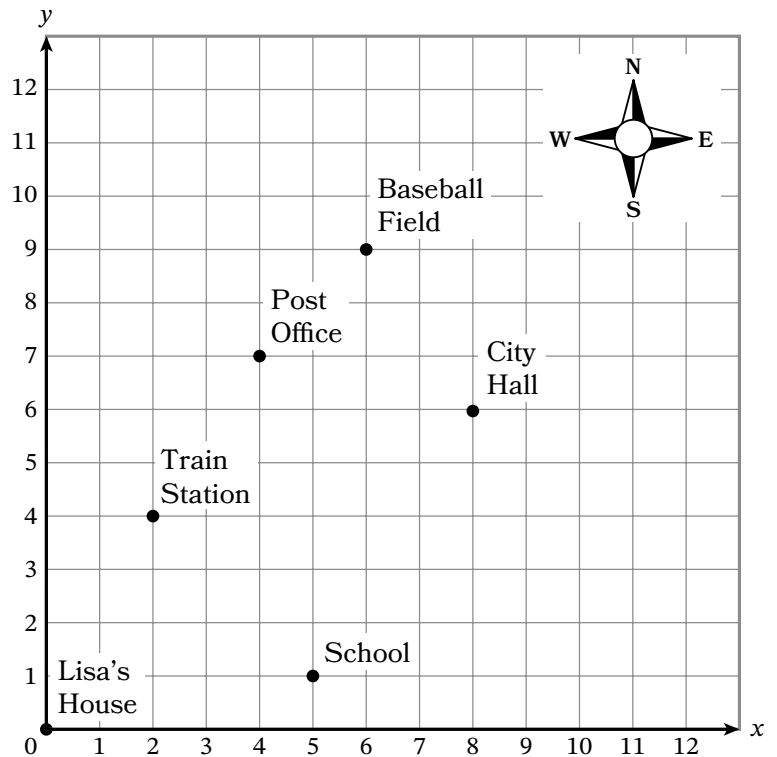 y
12
11
10
9
8
7
6
5
4
3
2
1
0
N
W E
S
Baseball
Field
Post
Office
City
Hall
Train
Station
School
Lisa's
House
1 2 3 4 5 6 7 8 9 10 11 12
x